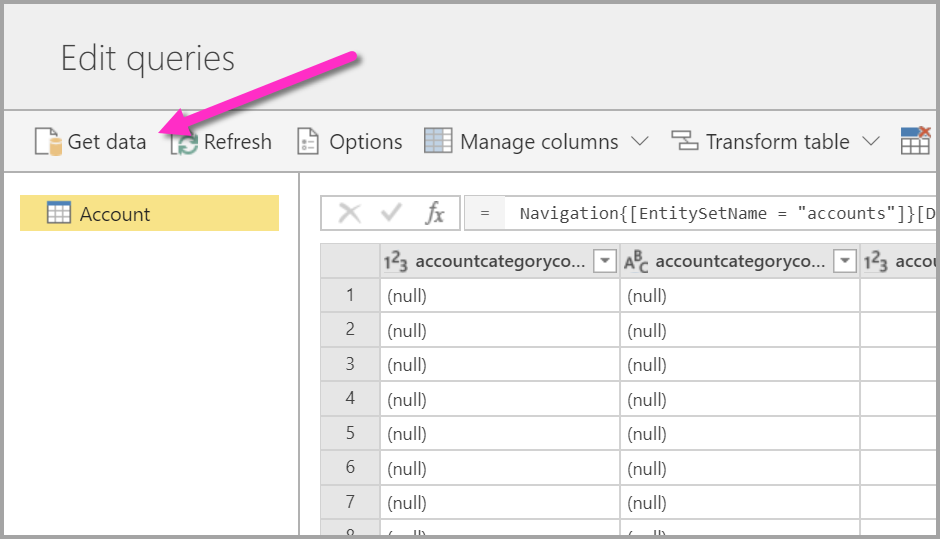 Edit queries
Get data Refresh Options Manage columns Transform table
Account
fx = Navigation{[EntitySetName = "accounts"]}[D
1²3 accountcategoryco... ABC accountcategoryco... 1²3 accou
1 (null) (null)
2 (null) (null)
3 (null) (null)
4 (null) (null)
5 (null) (null)
6 (null) (null)
7 (null) (null)
8 (null) (null)